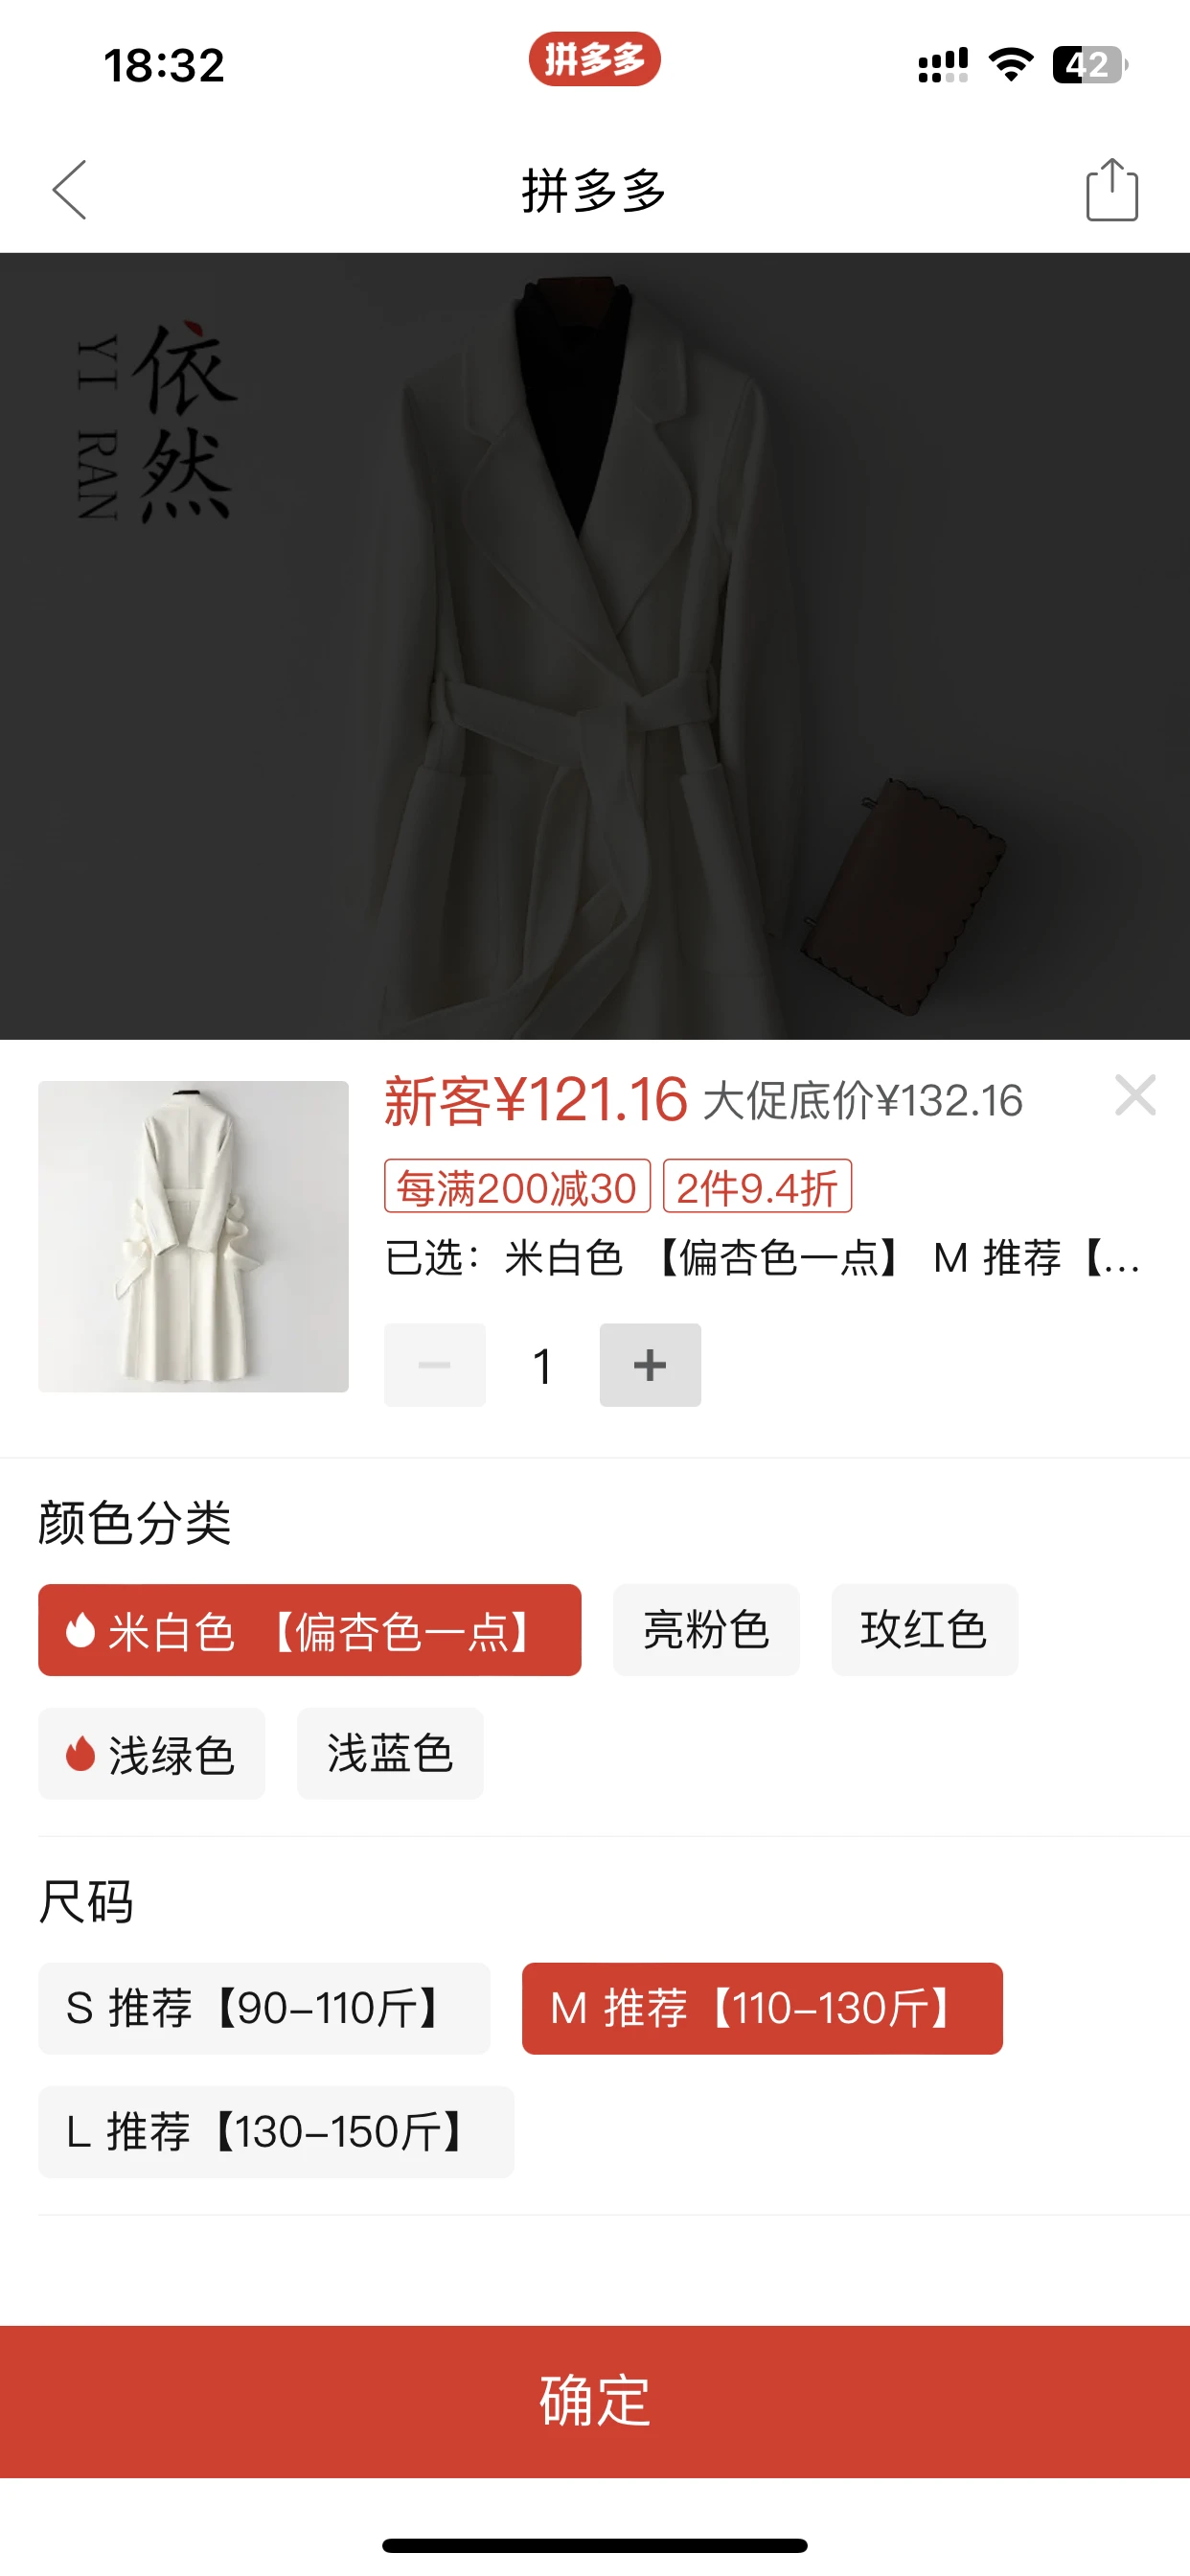 18:32
拼多多
42
拼多多
依然
YI RAN
新客¥121.16 大促底价¥132.16
每满200减30 2件9.4折
已选：米白色 【偏杏色一点】 M 推荐【...
1
颜色分类
米白色 【偏杏色一点】 亮粉色 玫红色
浅绿色 浅蓝色
尺码
S 推荐【90-110斤】 M 推荐【110-130斤】
L 推荐【130-150斤】
确定